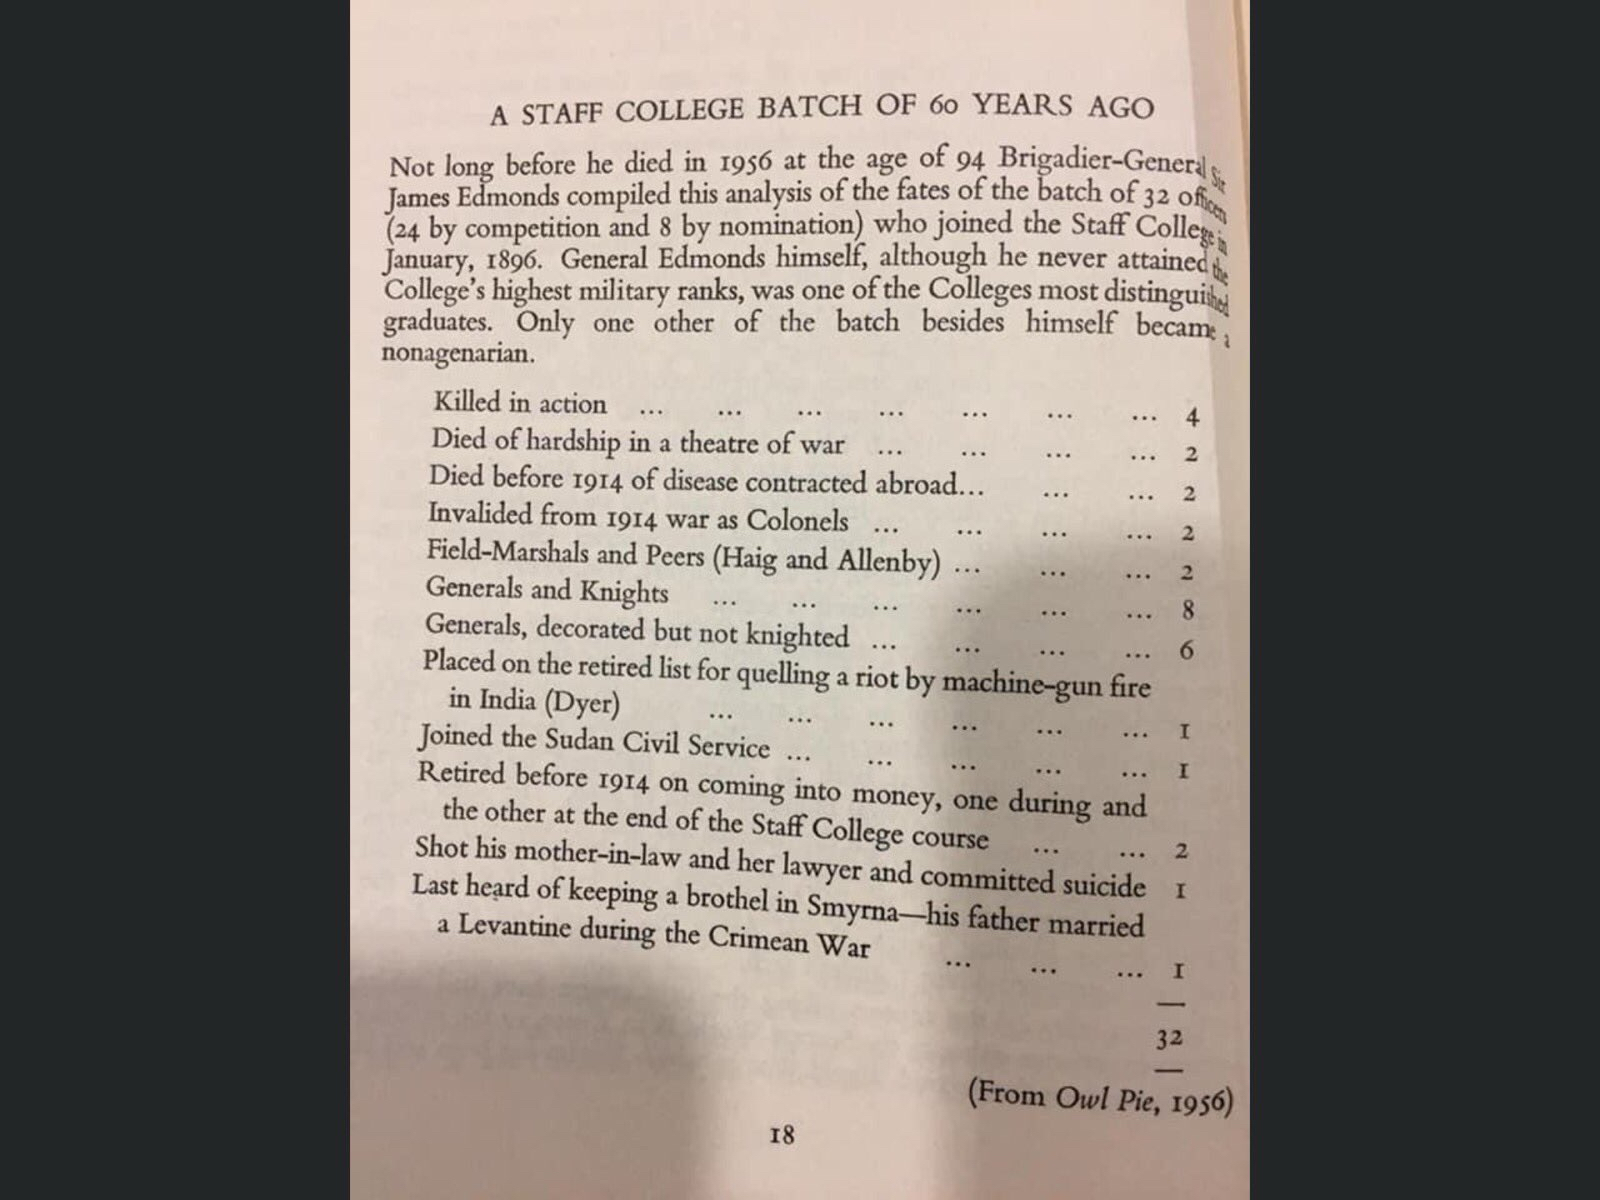 A STAFF COLLEGE BATCH OF 60 YEARS AGO
Not long before he died in 1956 at the age of 94 Brigadier-General Sir
James Edmonds compiled this analysis of the fates of the batch of 32 officers
(24 by competition and 8 by nomination) who joined the Staff College in
January, 1896. General Edmonds himself, although he never attained the
College's highest military ranks, was one of the Colleges most distinguished
graduates. Only one other of the batch besides himself became a
nonagenarian.
Killed in action ... ... ... ... ... ... ... 4
Died of hardship in a theatre of war ... ... ... ... 2
Died before 1914 of disease contracted abroad... ... ... 2
Invalided from 1914 war as Colonels ... ... ... ... 2
Field-Marshals and Peers (Haig and Allenby) ... ... ... 2
Generals and Knights ... ... ... ... ... ... 8
Generals, decorated but not knighted ... ... ... ... 6
Placed on the retired list for quelling a riot by machine-gun fire
in India (Dyer) ... ... ... ... ... ... 1
Joined the Sudan Civil Service ... ... ... ... ... 1
Retired before 1914 on coming into money, one during and
the other at the end of the Staff College course ... ... 2
Shot his mother-in-law and her lawyer and committed suicide 1
Last heard of keeping a brothel in Smyrna—his father married
a Levantine during the Crimean War ... ... ... 1
32
(From Owl Pie, 1956)
18